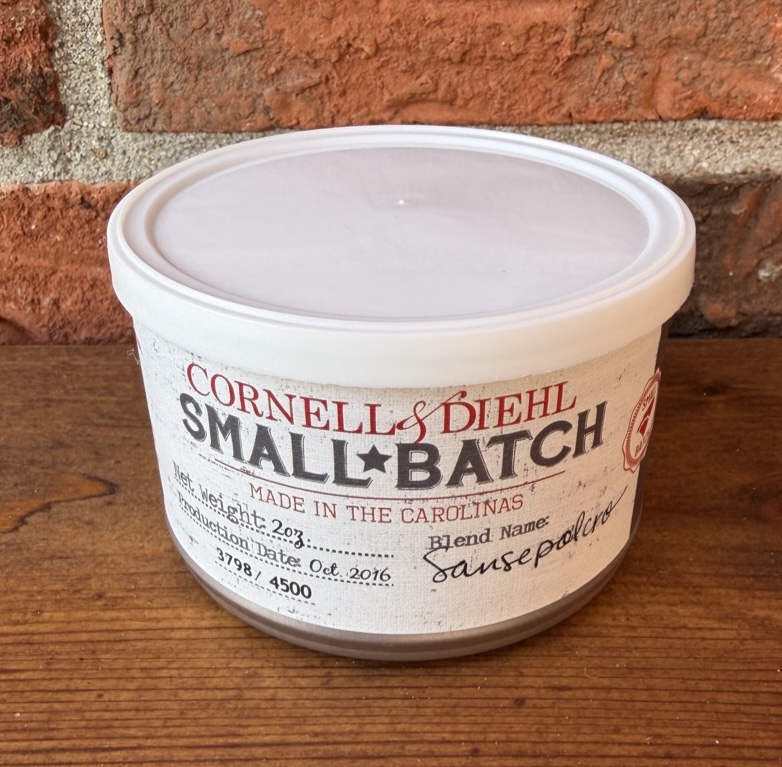 CORNELL & DIEHL
SMALL★BATCH
MADE IN THE CAROLINAS
Net Weight: 2oz.
Production Date: Oct. 2016
3798/ 4500
Blend Name:
Sansepolcro